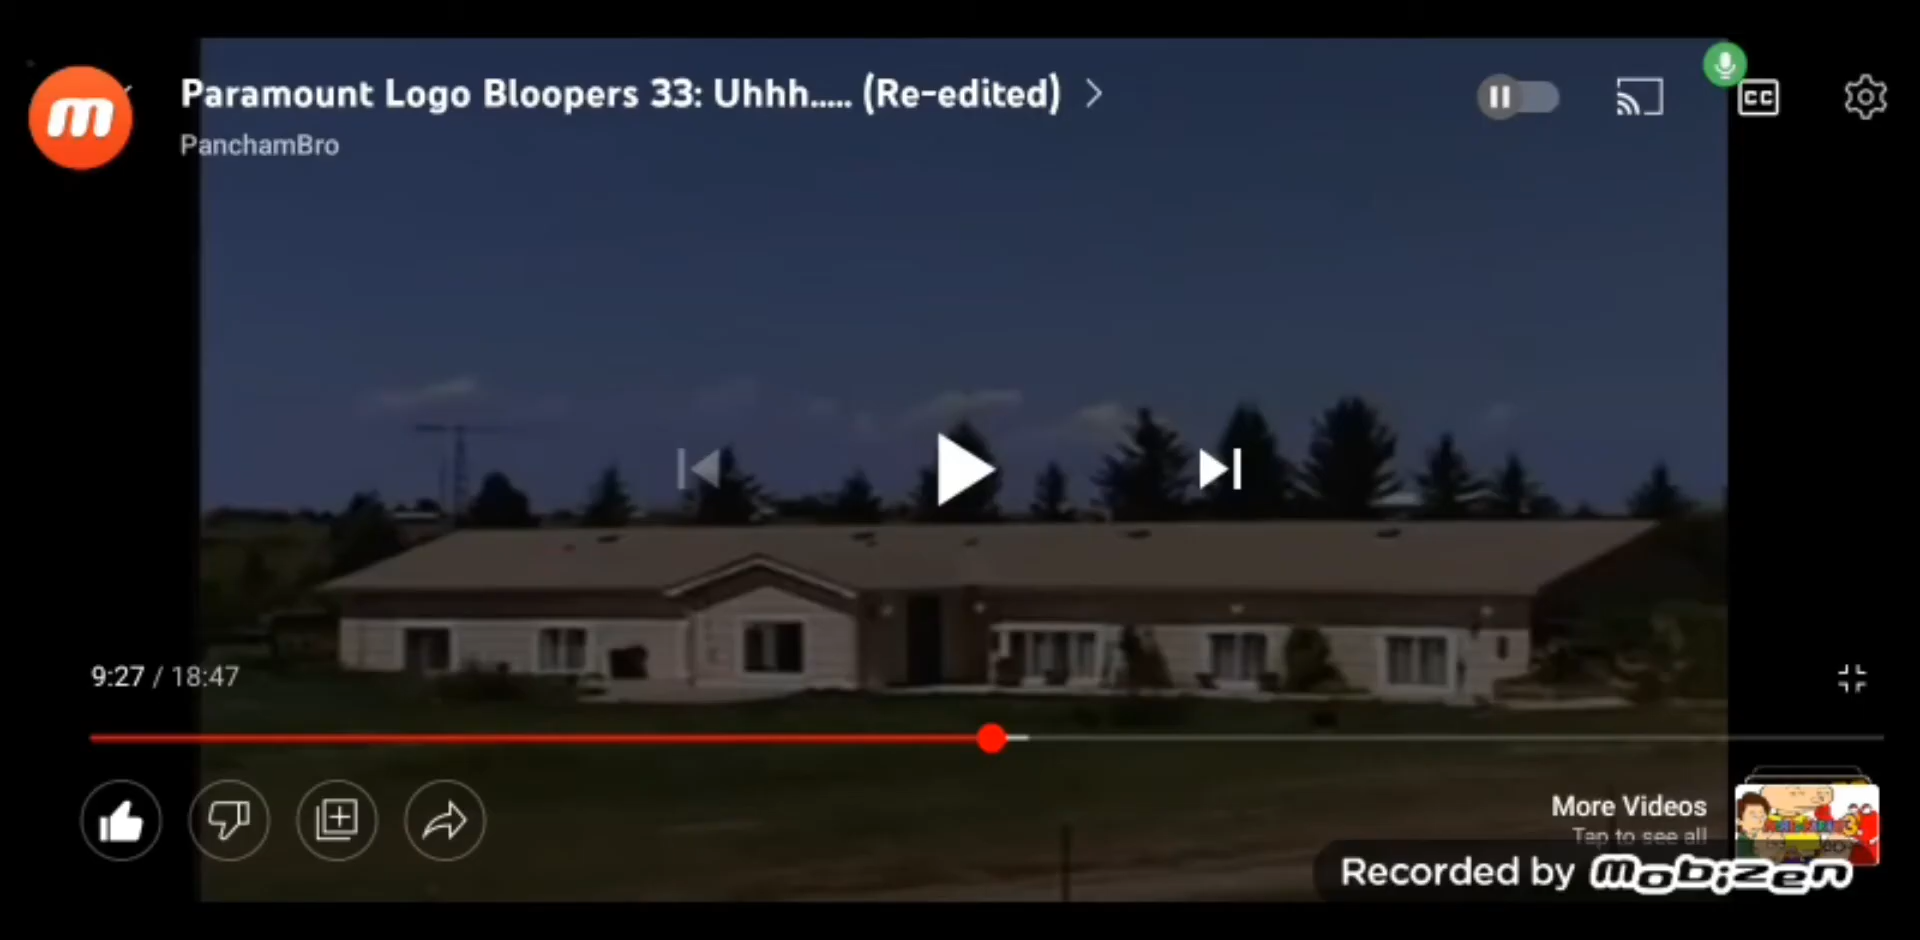 Paramount Logo Bloopers 33: Uhhh..... (Re-edited)
PanchamBro
CC
9:27 / 18:47
More Videos
Tap to see all
Recorded by Mobizen